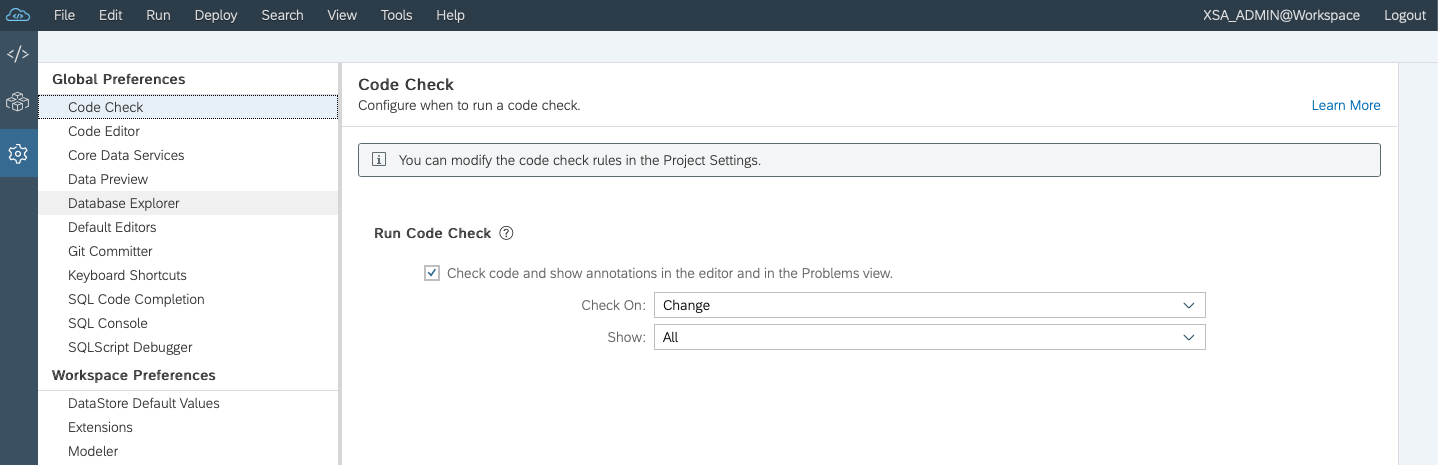 File Edit Run Deploy Search View Tools Help XSA_ADMIN@Workspace Logout
Global Preferences
Code Check
Code Editor
Core Data Services
Data Preview
Database Explorer
Default Editors
Git Committer
Keyboard Shortcuts
SQL Code Completion
SQL Console
SQLScript Debugger
Workspace Preferences
DataStore Default Values
Extensions
Modeler
Code Check
Configure when to run a code check. Learn More
You can modify the code check rules in the Project Settings.
Run Code Check
Check code and show annotations in the editor and in the Problems view.
Check On: Change
Show: All